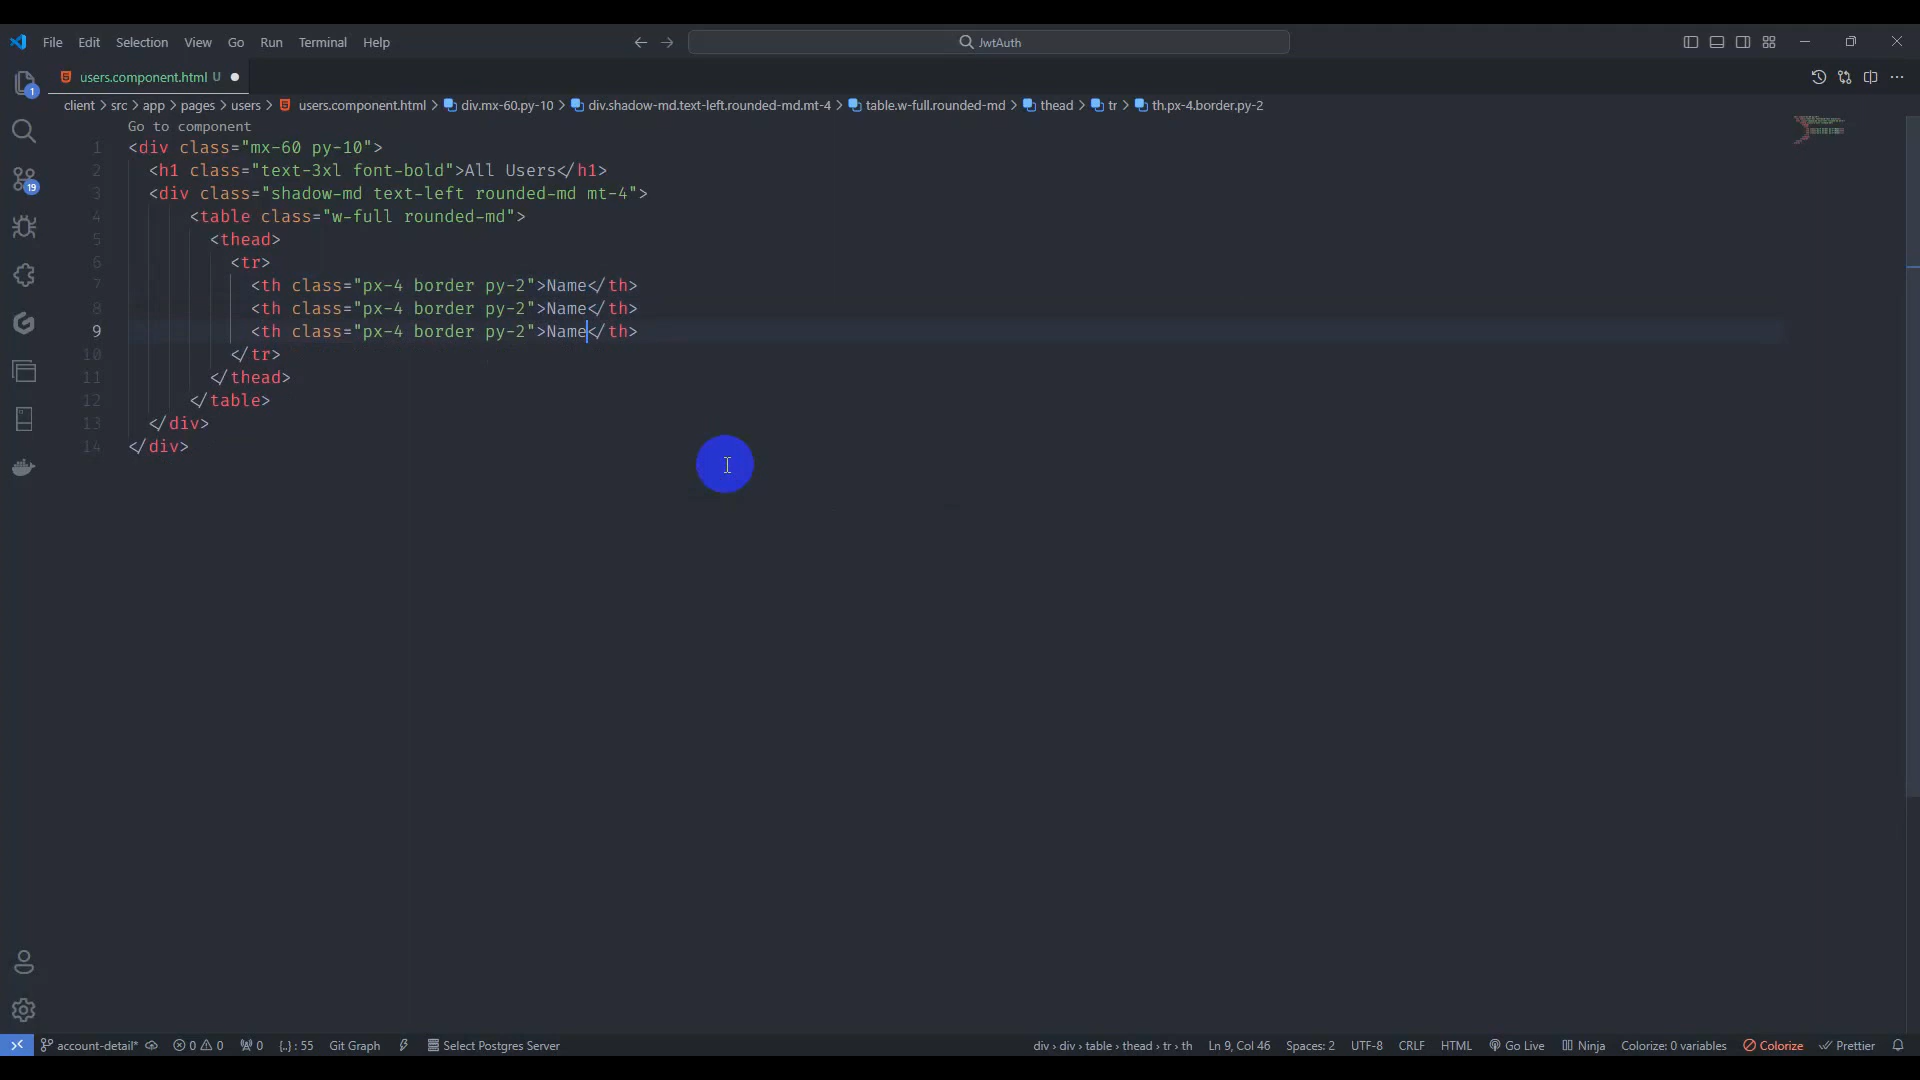 File Edit Selection View Go Run Terminal Help
JwtAuth
users.component.html U
client > src > app > pages > users > users.component.html > div.mx-60.py-10 > div.shadow-md.text-left.rounded-md.mt-4 > table.w-full.rounded-md > thead > tr > th.px-4.border.py-2
Go to component
1 <div class="mx-60 py-10">
2 <h1 class="text-3xl font-bold">All Users</h1>
3 <div class="shadow-md text-left rounded-md mt-4">
4 <table class="w-full rounded-md">
5 <thead>
6 <tr>
7 <th class="px-4 border py-2">Name</th>
8 <th class="px-4 border py-2">Name</th>
9 <th class="px-4 border py-2">Name</th>
10 </tr>
11 </thead>
12 </table>
13 </div>
14 </div>
1
19
account-detail* 0 0 0 {..} : 55 Git Graph Select Postgres Server div > div > table > thead > tr > th Ln 9, Col 46 Spaces: 2 UTF-8 CRLF HTML Go Live Ninja Colorize: 0 variables Colorize Prettier